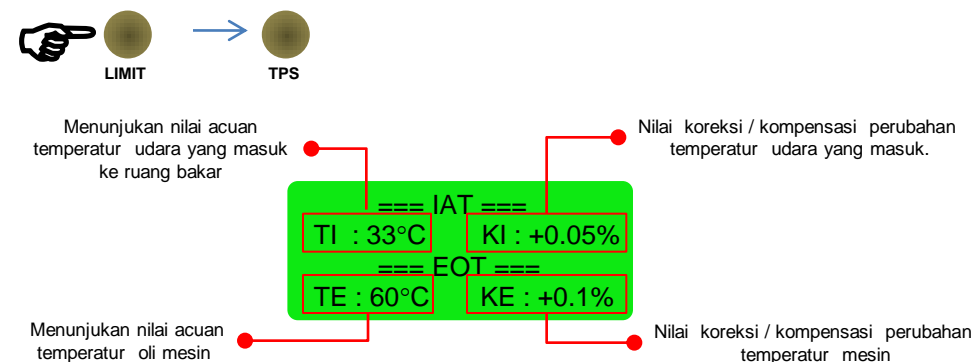 LIMIT
TPS
Menunjukan nilai acuan
temperatur udara yang masuk
ke ruang bakar
Nilai koreksi / kompensasi perubahan
temperatur udara yang masuk.
=== IAT ===
TI : 33°C KI : +0.05%
=== EOT ===
TE : 60°C KE : +0.1%
Menunjukan nilai acuan
temperatur oli mesin
Nilai koreksi / kompensasi perubahan
temperatur mesin